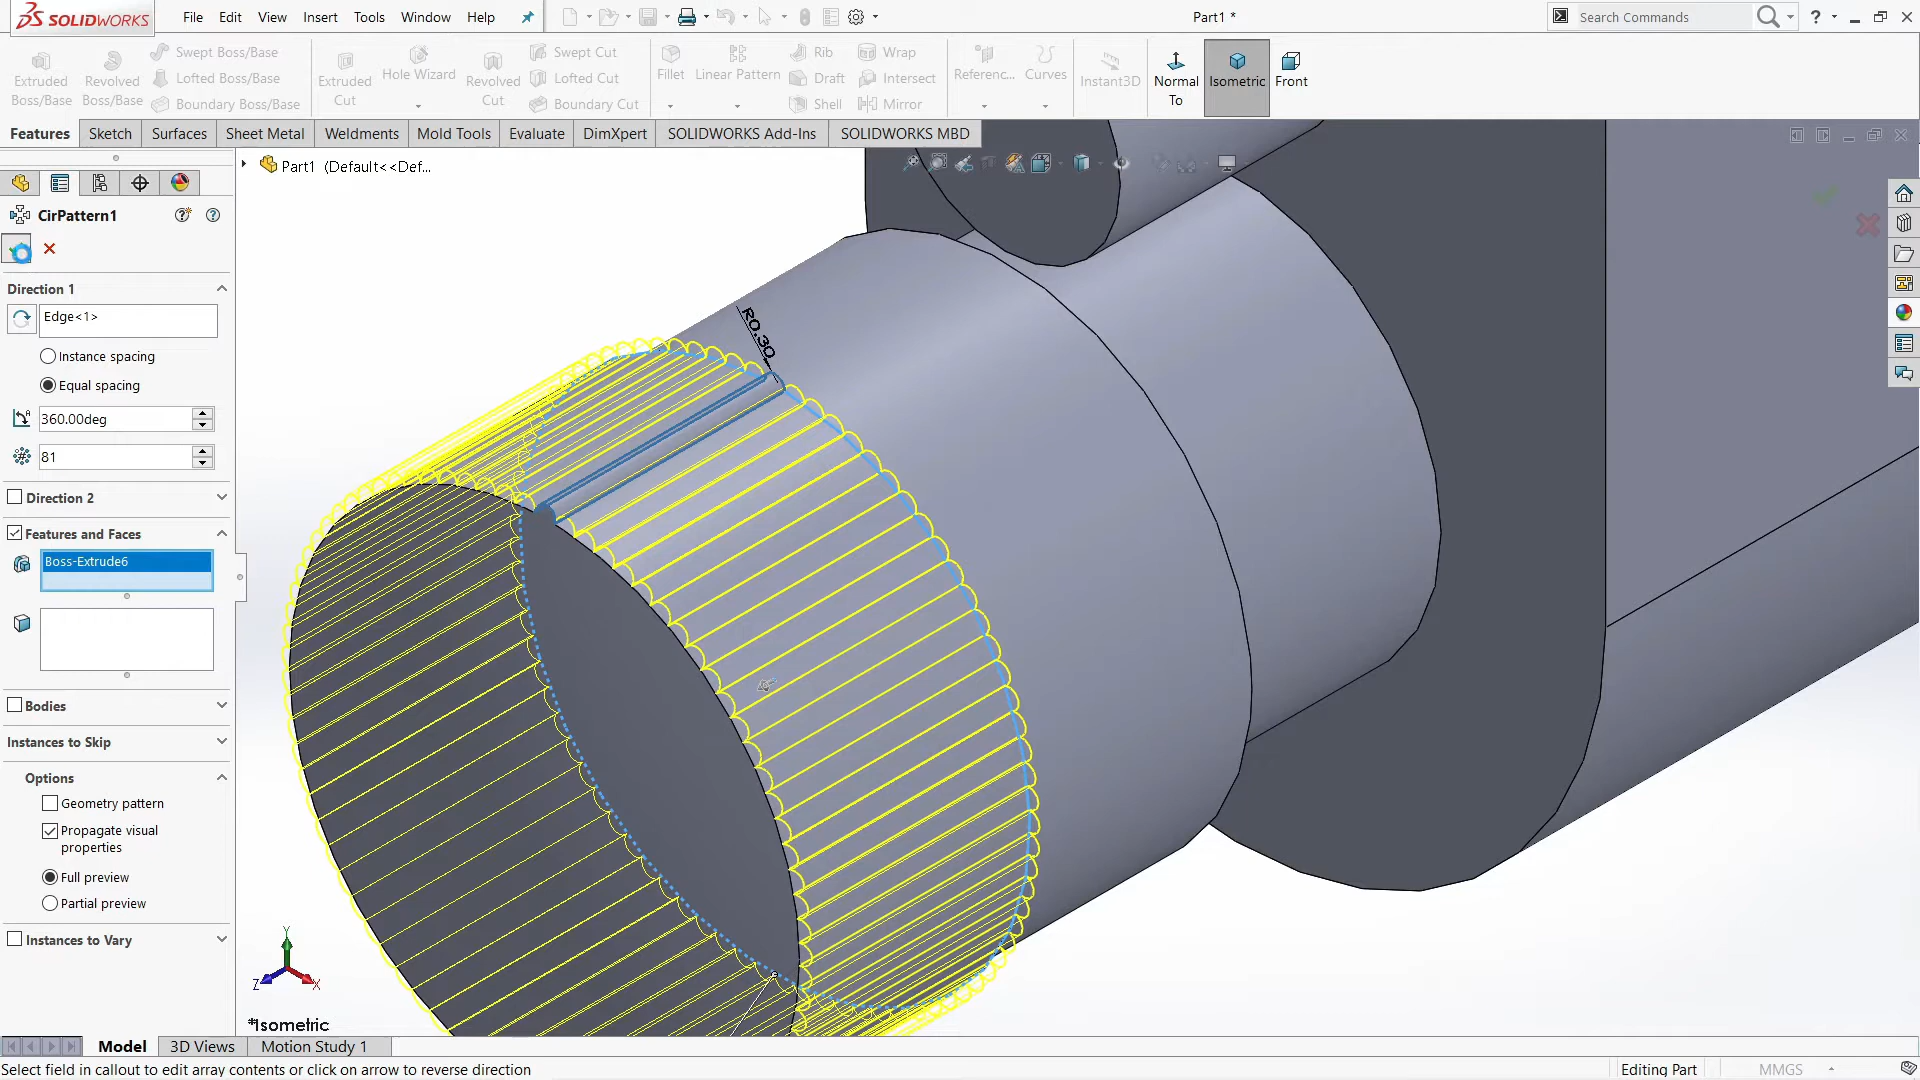 SOLIDWORKS
File Edit View Insert Tools Window Help
Part1 *
Search Commands
Extruded Boss/Base
Revolved Boss/Base
Swept Boss/Base
Lofted Boss/Base
Boundary Boss/Base
Extruded Cut
Hole Wizard
Revolved Cut
Swept Cut
Lofted Cut
Boundary Cut
Fillet
Linear Pattern
Rib
Draft
Shell
Wrap
Intersect
Mirror
Referenc...
Curves
Instant3D
Normal To
Isometric
Front
Features Sketch Surfaces Sheet Metal Weldments Mold Tools Evaluate DimXpert SOLIDWORKS Add-Ins SOLIDWORKS MBD
Part1 (Default<<Def...
CirPattern1
Direction 1
Edge<1>
Instance spacing
Equal spacing
360.00deg
81
Direction 2
Features and Faces
Boss-Extrude6
Bodies
Instances to Skip
Options
Geometry pattern
Propagate visual
properties
Full preview
Partial preview
Instances to Vary
R0.30
Y
Z
X
*Isometric
Model 3D Views Motion Study 1
Select field in callout to edit array contents or click on arrow to reverse direction
Editing Part
MMGS